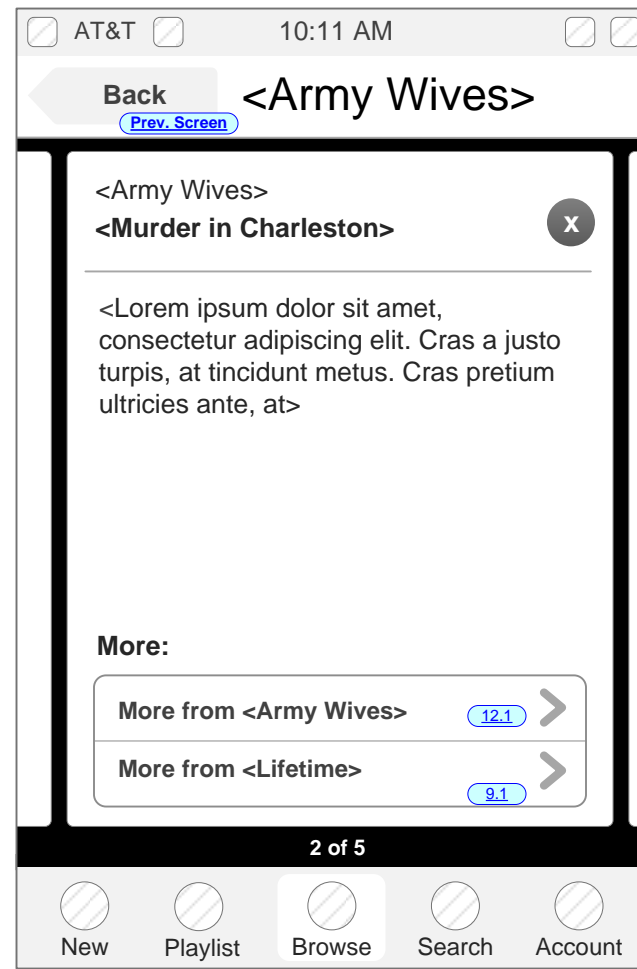 AT&T
10:11 AM
Back
<Army Wives>
Prev. Screen
<Army Wives>
<Murder in Charleston>
x
<Lorem ipsum dolor sit amet,
consectetur adipiscing elit. Cras a justo
turpis, at tincidunt metus. Cras pretium
ultricies ante, at>
More:
More from <Army Wives>
12.1
More from <Lifetime>
9.1
2 of 5
New
Playlist
Browse
Search
Account